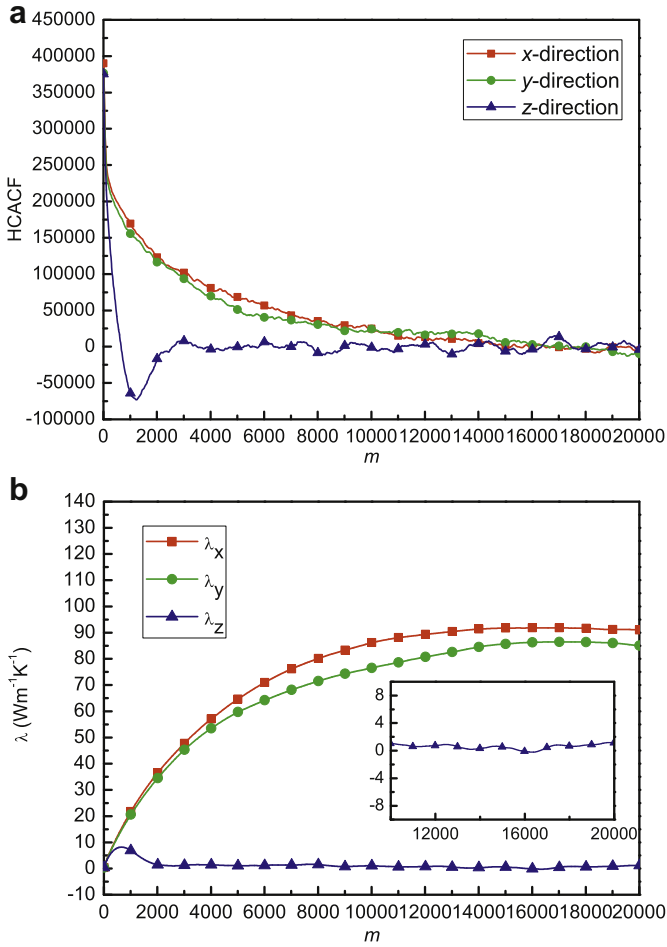 a
450000
400000
350000
300000
250000
200000
150000
100000
50000
0
-50000
-100000
HCACF
x-direction
y-direction
z-direction
0 2000 4000 6000 8000 10000 12000 14000 16000 18000 20000
m
b
140
130
120
110
100
90
80
70
60
50
40
30
20
10
0
-10
λ (Wm⁻¹K⁻¹)
λx
λy
λz
8
4
0
-4
-8
12000 16000 20000
0 2000 4000 6000 8000 10000 12000 14000 16000 18000 20000
m